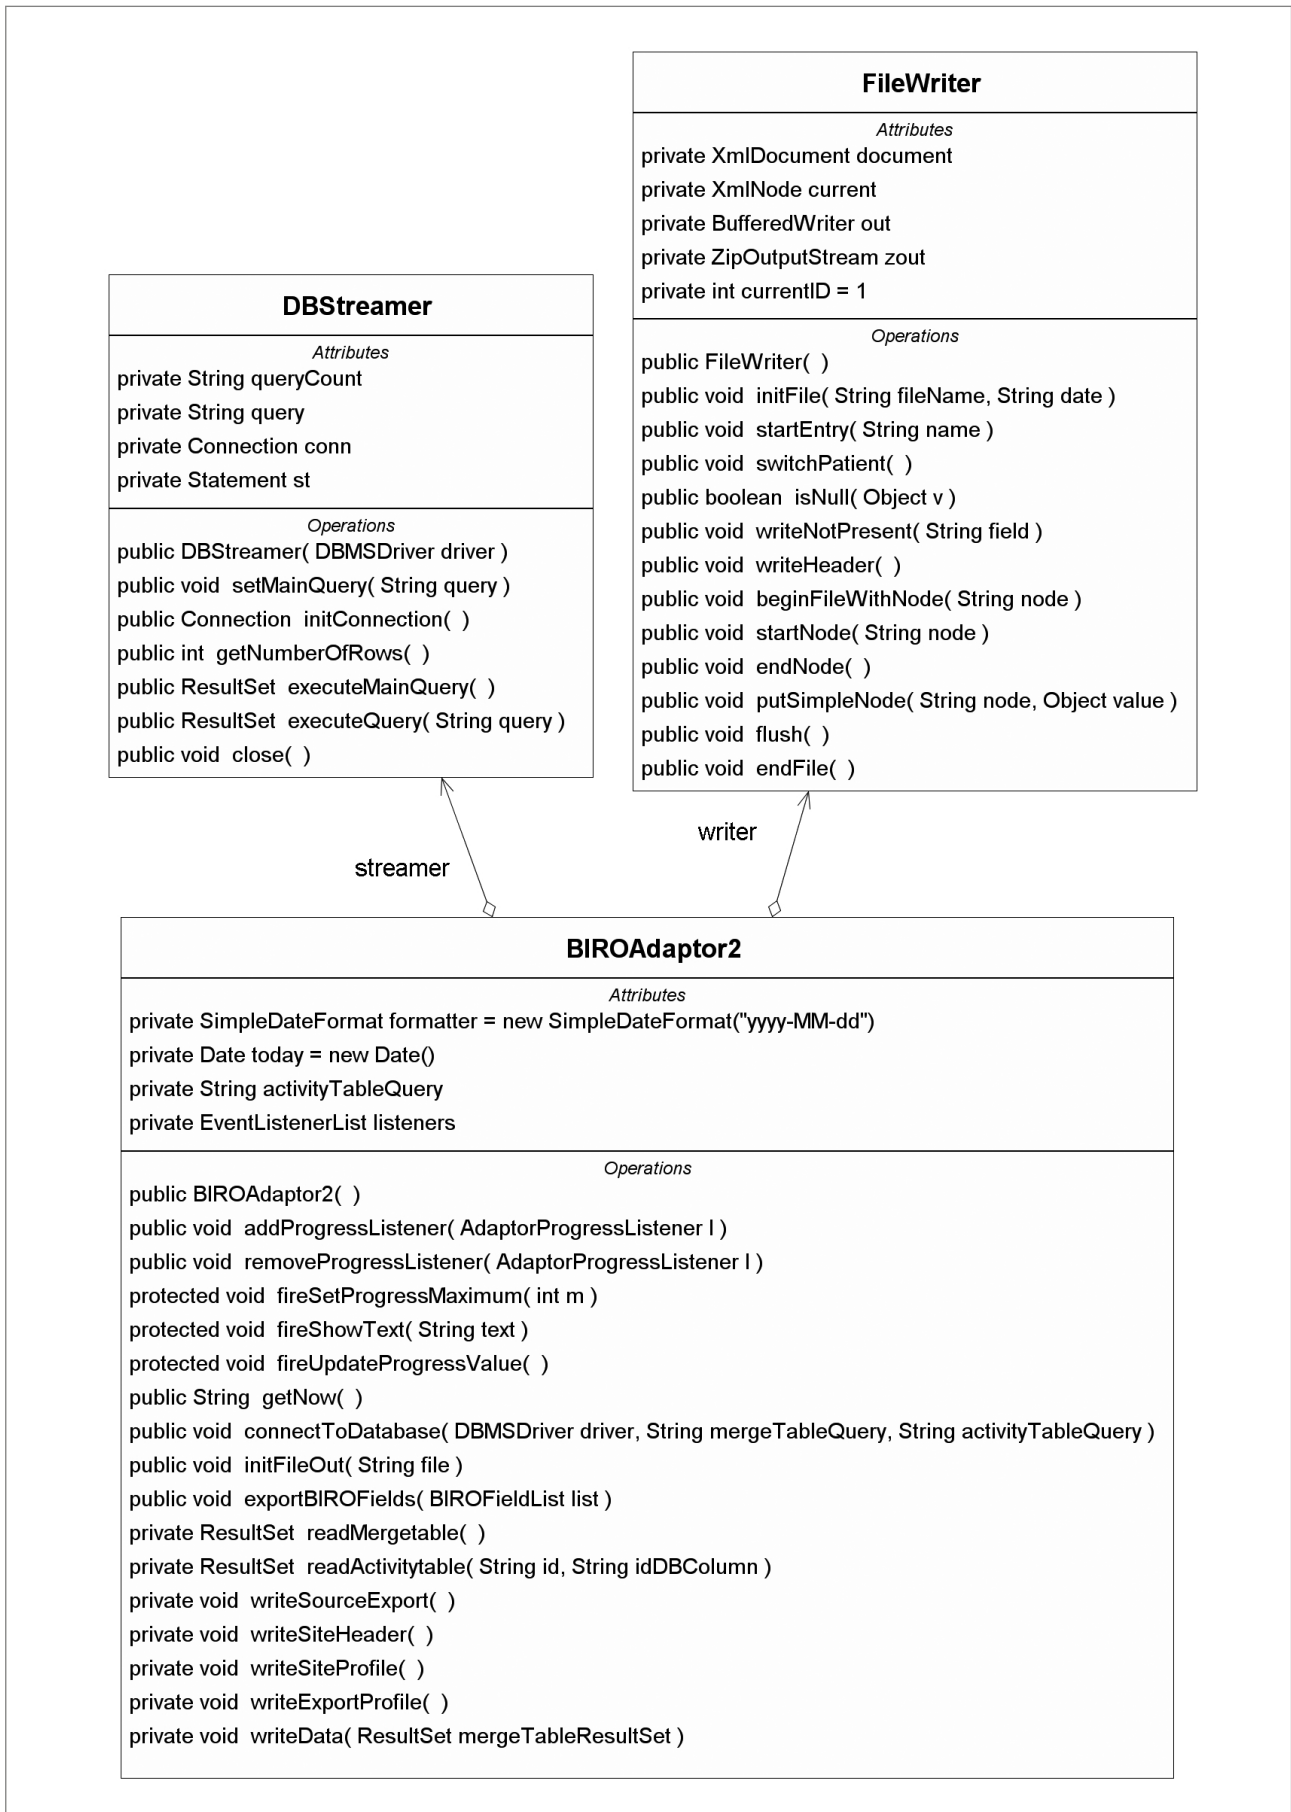 FileWriter
Attributes
private XmlDocument document
private XmlNode current
private BufferedWriter out
private ZipOutputStream zout
private int currentID = 1
Operations
public FileWriter( )
public void initFile( String fileName, String date )
public void startEntry( String name )
public void switchPatient( )
public boolean isNull( Object v )
public void writeNotPresent( String field )
public void writeHeader( )
public void beginFileWithNode( String node )
public void startNode( String node )
public void endNode( )
public void putSimpleNode( String node, Object value )
public void flush( )
public void endFile( )
DBStreamer
Attributes
private String queryCount
private String query
private Connection conn
private Statement st
Operations
public DBStreamer( DBMSDriver driver )
public void setMainQuery( String query )
public Connection initConnection( )
public int getNumberOfRows( )
public ResultSet executeMainQuery( )
public ResultSet executeQuery( String query )
public void close( )
writer
streamer
BIROAdaptor2
Attributes
private SimpleDateFormat formatter = new SimpleDateFormat("yyyy-MM-dd")
private Date today = new Date()
private String activityTableQuery
private EventListenerList listeners
Operations
public BIROAdaptor2( )
public void addProgressListener( AdaptorProgressListener l )
public void removeProgressListener( AdaptorProgressListener l )
protected void fireSetProgressMaximum( int m )
protected void fireShowText( String text )
protected void fireUpdateProgressValue( )
public String getNow( )
public void connectToDatabase( DBMSDriver driver, String mergeTableQuery, String activityTableQuery )
public void initFileOut( String file )
public void exportBIROFields( BIROFieldList list )
private ResultSet readMergetable( )
private ResultSet readActivitytable( String id, String idDBColumn )
private void writeSourceExport( )
private void writeSiteHeader( )
private void writeSiteProfile( )
private void writeExportProfile( )
private void writeData( ResultSet mergeTableResultSet )